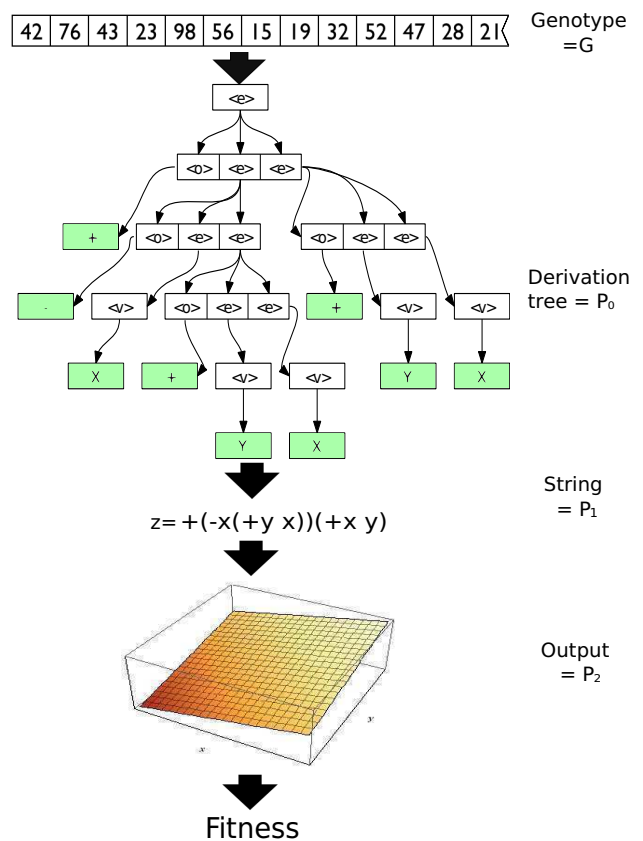 42 76 43 23 98 56 15 19 32 52 47 28 21
Genotype
=G
<e>
<o> <e> <e>
+ <o> <e> <e> <o> <e> <e>
- <v> <o> <e> <e> + <v> <v>
Derivation
tree = P₀
X + <v> <v> Y X
Y X
String
= P₁
z= +(-x(+y x))(+x y)
Output
= P₂
x
y
Fitness